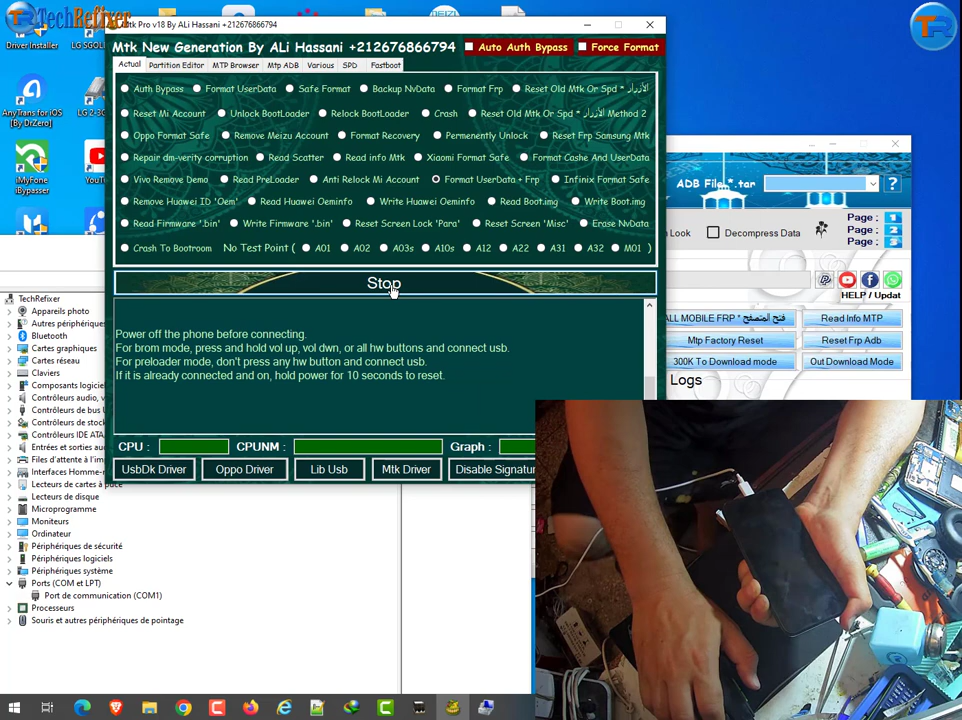 TechRefixer
Mtk Pro v18 By ALi Hassani +212676866794
Driver Installer
LG SGOL
Mtk New Generation By ALi Hassani +212676866794
Auto Auth Bypass
Force Format
TR
Actual
Partition Editor
MTP Browser
Mtp ADB
Various
SPD
Fastboot
Auth Bypass
Format UserData
Safe Format
Backup NvData
Format Frp
Reset Old Mtk Or Spd * الأزرار
AnyTrans for iOS
[By DrZero]
LG 2-3G
Reset Mi Account
Unlock BootLoader
Relock BootLoader
Crash
Reset Old Mtk Or Spd * الأزرار Method 2
Oppo Format Safe
Remove Meizu Account
Format Recovery
Permenently Unlock
Reset Frp Samsung Mtk
Repair dm-verity corruption
Read Scatter
Read info Mtk
Xiaomi Format Safe
Format Cashe And UserData
iMyFone
iBypasser
YouT
Vivo Remove Demo
Read PreLoader
Anti Relock Mi Account
Format UserData + Frp
Infinix Format Safe
ADB File *.tar
?
Remove Huawei ID 'Oem'
Read Huawei Oeminfo
Write Huawei Oeminfo
Read Boot.img
Write Boot.img
Read Firmware '.bin'
Write Firmware '.bin'
Reset Screen Lock 'Para'
Reset Screen 'Misc'
Erase NvData
Crash To Bootroom
No Test Point (
A01
A02
A03s
A10s
A12
A22
A31
A32
M01 )
n Look
Decompress Data
Page : 1
Page : 2
Page : 3
Stop
HELP / Updat
TechRefixer
Appareils photo
Autres périphérique
Bluetooth
Cartes graphiques
Cartes réseau
Claviers
Composants logiciel
Contrôleurs audio, v
Contrôleurs de bus U
Contrôleurs de stoc
Contrôleurs IDE ATA
Entrées et sorties au
Files d'attente à l'im
Interfaces Homme-
Lecteurs de cartes à puce
Lecteurs de disque
Microprogramme
Moniteurs
Ordinateur
Périphériques de sécurité
Périphériques logiciels
Périphériques système
Ports (COM et LPT)
Port de communication (COM1)
Processeurs
Souris et autres périphériques de pointage
Power off the phone before connecting.
For brom mode, press and hold vol up, vol dwn, or all hw buttons and connect usb.
For preloader mode, don't press any hw button and connect usb.
If it is already connected and on, hold power for 10 seconds to reset.
ALL MOBILE FRP * فتح المتصفح
Read Info MTP
Mtp Factory Reset
Reset Frp Adb
300K To Download mode
Out Download Mode
Logs
CPU :
CPUNM :
Graph :
UsbDk Driver
Oppo Driver
Lib Usb
Mtk Driver
Disable Signatur